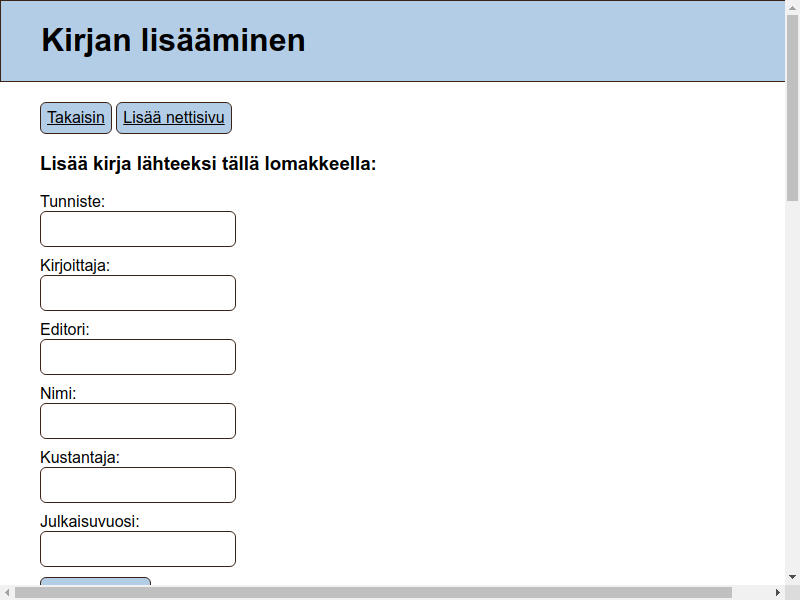 Kirjan lisääminen
Takaisin Lisää nettisivu
Lisää kirja lähteeksi tällä lomakkeella:
Tunniste:
Kirjoittaja:
Editori:
Nimi:
Kustantaja:
Julkaisuvuosi: